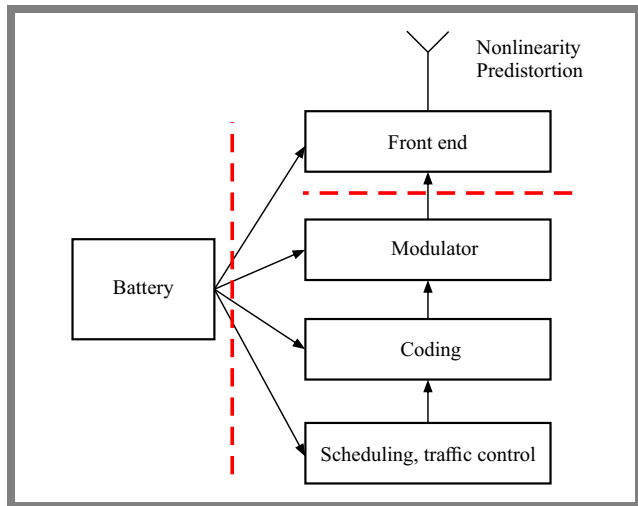 Nonlinearity
Predistortion
Front end
Modulator
Battery
Coding
Scheduling, traffic control